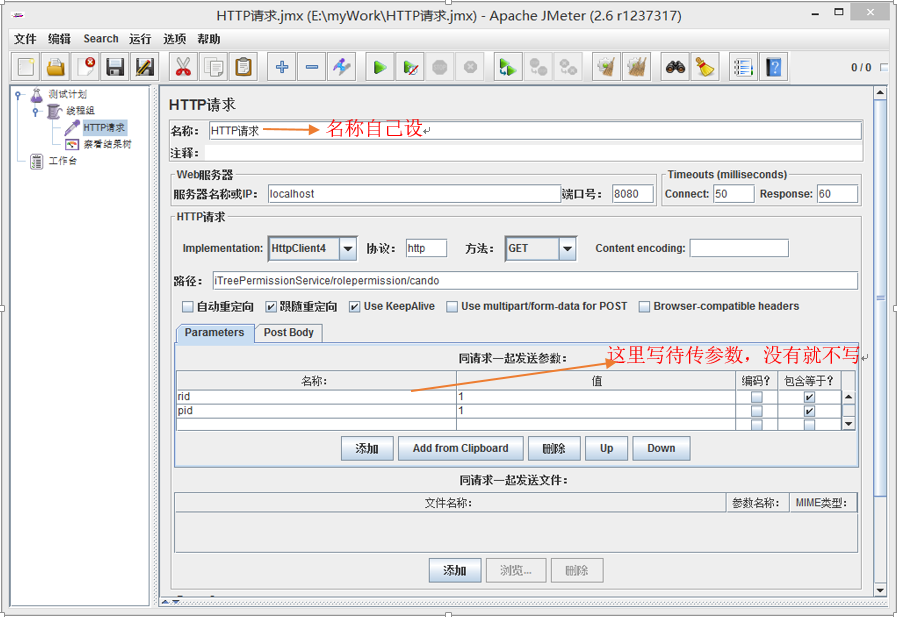 HTTP请求.jmx (E:\myWork\HTTP请求.jmx) - Apache JMeter (2.6 r1237317)
文件 编辑 Search 运行 选项 帮助
0 / 0
测试计划
线程组
HTTP请求
察看结果树
工作台
HTTP请求
名称： HTTP请求 名称自己设
注释：
Web服务器
服务器名称或IP： localhost 端口号： 8080
Timeouts (milliseconds)
Connect: 50 Response: 60
HTTP请求
Implementation: HttpClient4 协议： http 方法： GET Content encoding:
路径： iTreePermissionService/rolepermission/cando
自动重定向 跟随重定向 Use KeepAlive Use multipart/form-data for POST Browser-compatible headers
Parameters Post Body
同请求一起发送参数： 这里写待传参数，没有就不写
名称： 值 编码？ 包含等于？
rid 1
pid 1
添加 Add from Clipboard 删除 Up Down
同请求一起发送文件：
文件名称： 参数名称： MIME类型：
添加 浏览... 删除